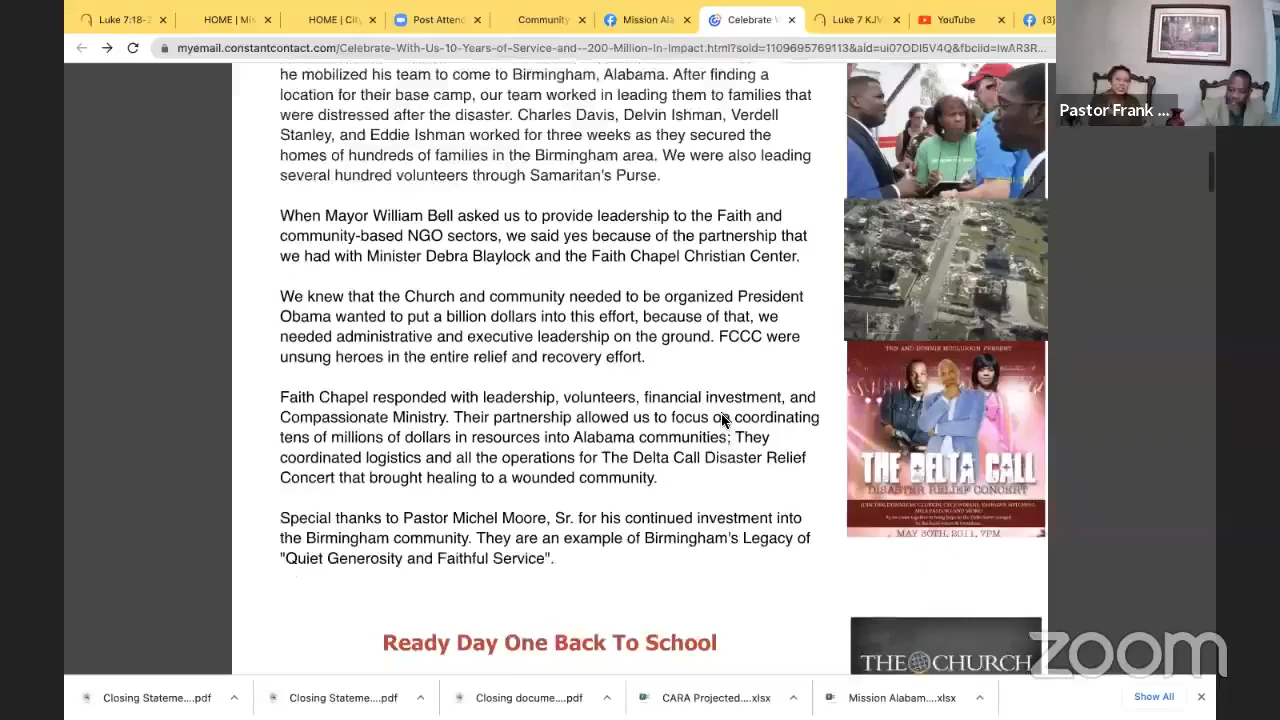 Luke 7:18-
HOME | Mis
HOME | City
Post Attend
Community
Mission Ala
Celebrate W
Luke 7 KJV
YouTube
(3)
myemail.constantcontact.com/Celebrate-With-Us-10-Years-of-Service-and--200-Million-In-Impact.html?soid=1109695769113&aid=ui07ODI5V4Q&fbclid=IwAR3R...
Pastor Frank ...
he mobilized his team to come to Birmingham, Alabama. After finding a
location for their base camp, our team worked in leading them to families that
were distressed after the disaster. Charles Davis, Delvin Ishman, Verdell
Stanley, and Eddie Ishman worked for three weeks as they secured the
homes of hundreds of families in the Birmingham area. We were also leading
several hundred volunteers through Samaritan's Purse.
When Mayor William Bell asked us to provide leadership to the Faith and
community-based NGO sectors, we said yes because of the partnership that
we had with Minister Debra Blaylock and the Faith Chapel Christian Center.
We knew that the Church and community needed to be organized President
Obama wanted to put a billion dollars into this effort, because of that, we
needed administrative and executive leadership on the ground. FCCC were
unsung heroes in the entire relief and recovery effort.
Faith Chapel responded with leadership, volunteers, financial investment, and
Compassionate Ministry. Their partnership allowed us to focus on coordinating
tens of millions of dollars in resources into Alabama communities; They
coordinated logistics and all the operations for The Delta Call Disaster Relief
Concert that brought healing to a wounded community.
Special thanks to Pastor Michel Moore, Sr. for his continued investment into
the Birmingham community. They are an example of Birmingham's Legacy of
"Quiet Generosity and Faithful Service".
Ready Day One Back To School
TRD AND DONNIE MCCLURKIN PRESENT
THE DELTA CALL
DISASTER RELIEF CONCERT
MAY 30TH, 2011, 7PM
THE CHURCH
zoom
Closing Stateme....pdf
Closing Stateme....pdf
Closing docume....pdf
CARA Projected....xlsx
Mission Alabam....xlsx
Show All